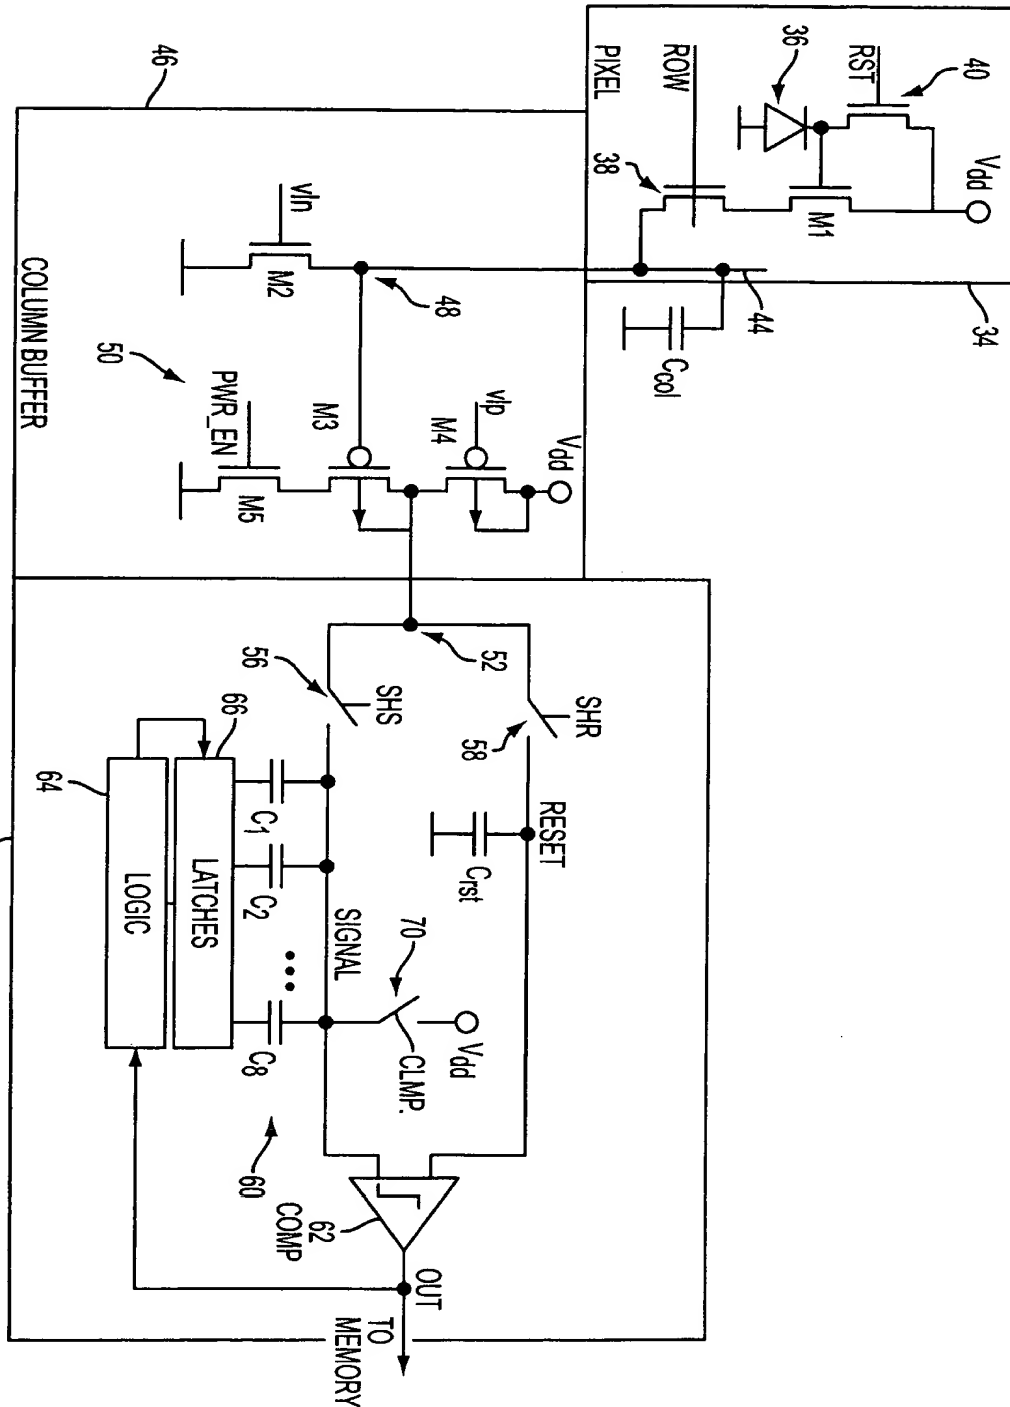 40
RST
36
Vdd
M1
ROW
38
PIXEL
34
44
Ccol
46
vln
M2
48
50
PWR_EN
M5
M3
vlp
M4
Vdd
COLUMN BUFFER
52
SHR
58
SHS
56
RESET
Crst
66
64
C1
C2
C8
LATCHES
LOGIC
SIGNAL
70
CLMP.
Vdd
60
62
COMP
OUT
TO
MEMORY